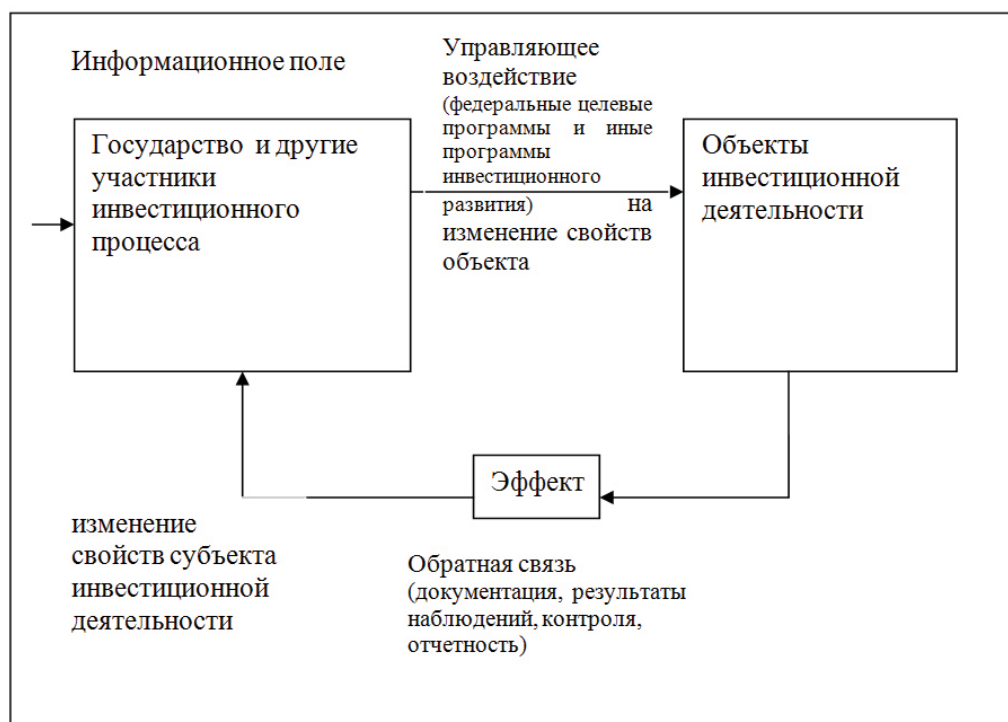 Информационное поле
Управляющее
воздействие
(федеральные целевые
программы и иные
программы
инвестиционного
развития) на
изменение свойств
объекта
Государство и другие
участники
инвестиционного
процесса
Объекты
инвестиционной
деятельности
Эффект
изменение
свойств субъекта
инвестиционной
деятельности
Обратная связь
(документация, результаты
наблюдений, контроля,
отчетность)